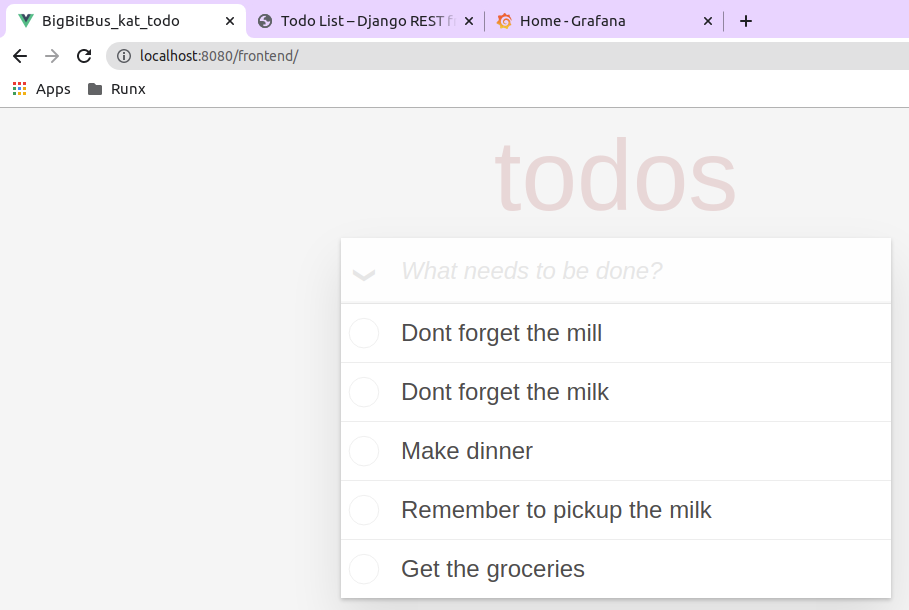 BigBitBus_kat_todo
Todo List – Django REST f
Home - Grafana
localhost:8080/frontend/
Apps
Runx
todos
What needs to be done?
Dont forget the mill
Dont forget the milk
Make dinner
Remember to pickup the milk
Get the groceries